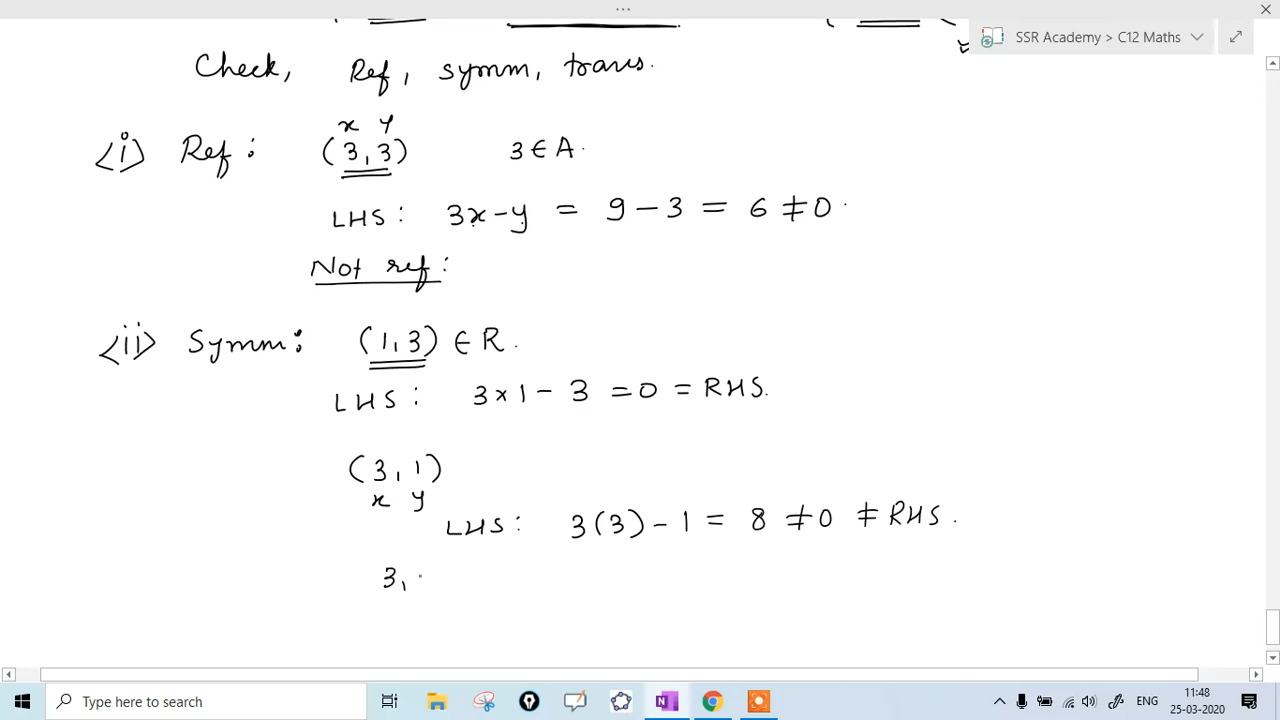 SSR Academy > C12 Maths
Check, Ref, symm, trans.
<i> Ref: (3,3) 3 ∈ A.
x y
LHS: 3x-y = 9-3 = 6 ≠0.
Not ref:
<ii> Symm: (1,3) ∈ R.
LHS: 3×1- 3 =0 = RHS.
(3,1)
x y
LHS: 3(3)-1 = 8 ≠0 ≠ RHS.
3,
Type here to search
ENG
11:48
25-03-2020